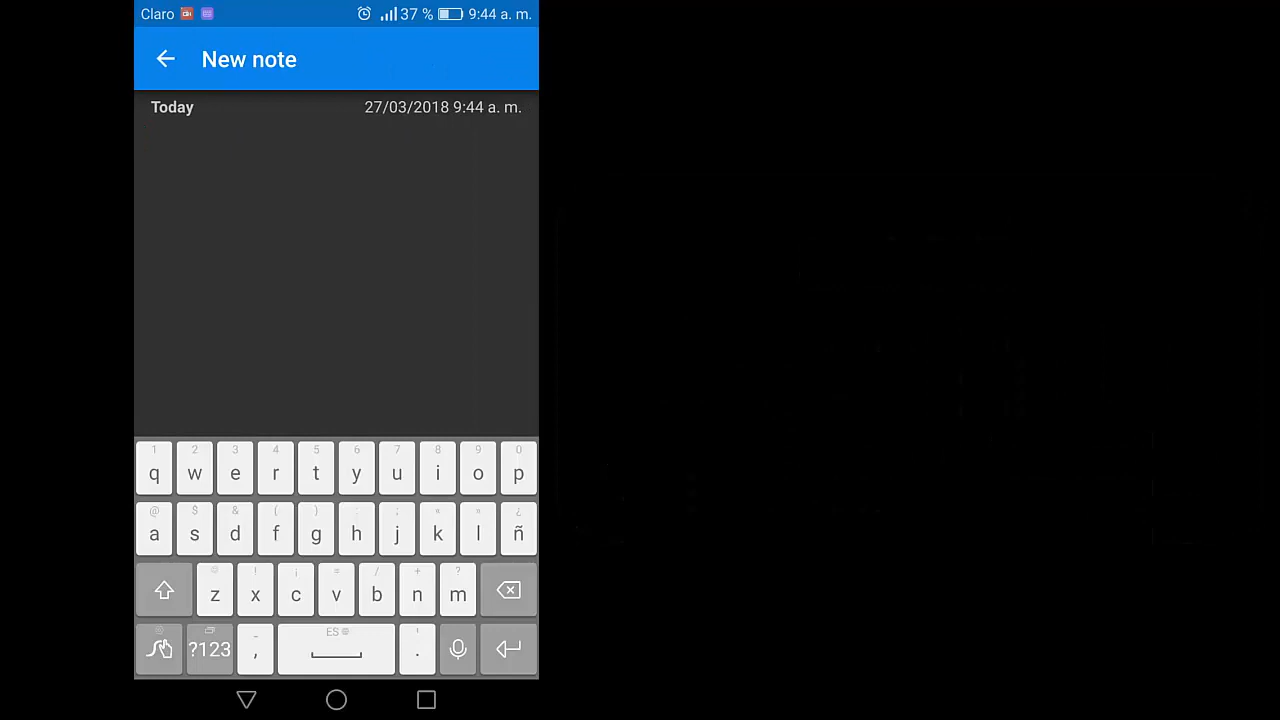 Claro 37 % 9:44 a. m.
New note
Today 27/03/2018 9:44 a. m.
1 2 3 4 5 6 7 8 9 0
q w e r t y u i o p
@ $ & ( ) : ; « » ¿
a s d f g h j k l ñ
! ¡ = / + ?
z x c v b n m
ES
?123 , .